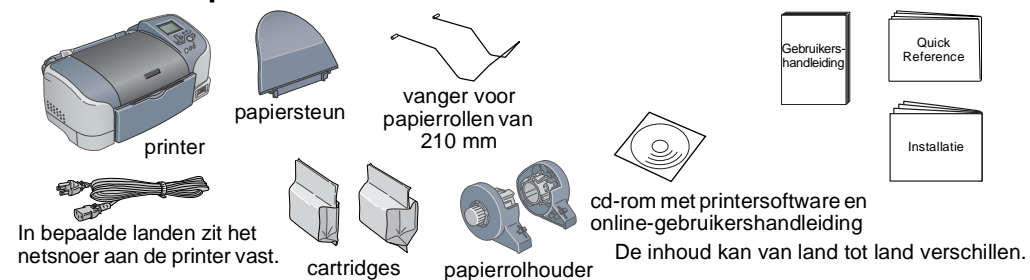 printer
papiersteun
vanger voor
papierrollen van
210 mm
Gebruikers-
handleiding
Quick
Reference
Installatie
In bepaalde landen zit het
netsnoer aan de printer vast.
cartridges
papierrolhouder
cd-rom met printersoftware en
online-gebruikershandleiding
De inhoud kan van land tot land verschillen.